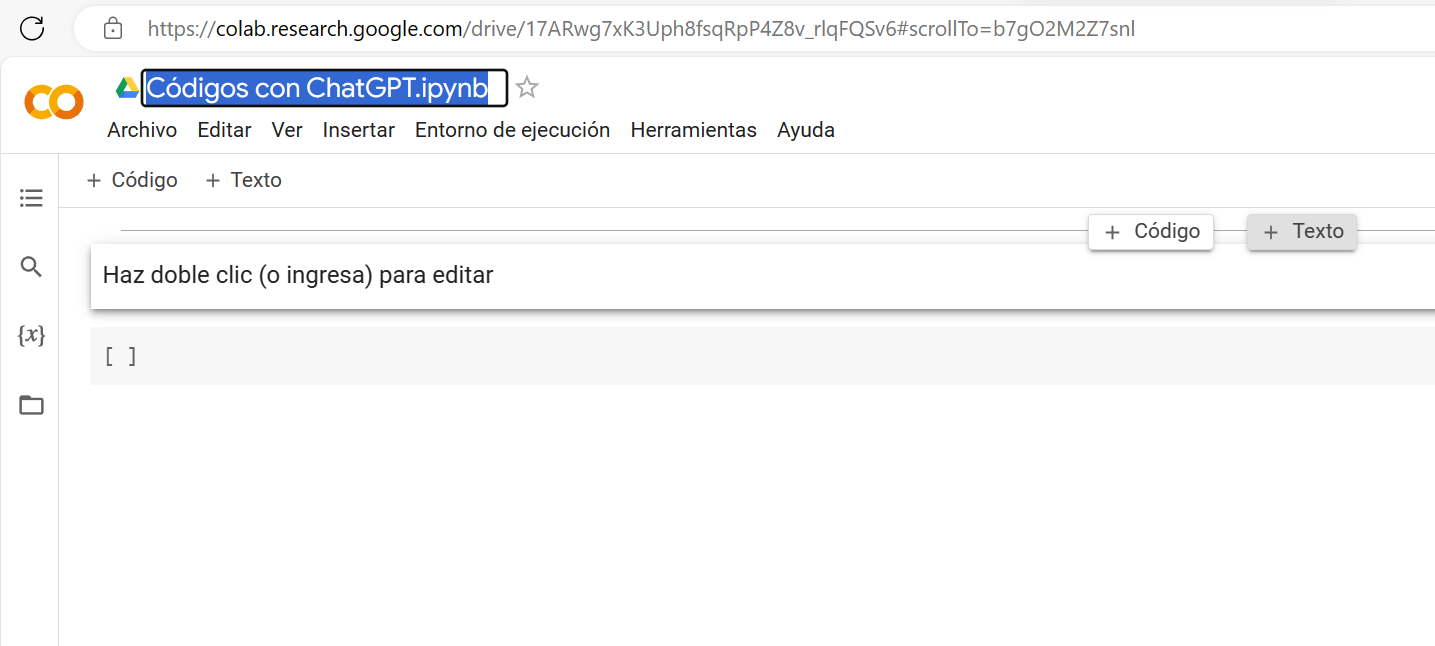 https://colab.research.google.com/drive/17ARwg7xK3Uph8fsqRpP4Z8v_rlqFQSv6#scrollTo=b7gO2M2Z7snl
Códigos con ChatGPT.ipynb
Archivo Editar Ver Insertar Entorno de ejecución Herramientas Ayuda
+ Código + Texto
+ Código + Texto
Haz doble clic (o ingresa) para editar
{x}
[ ]